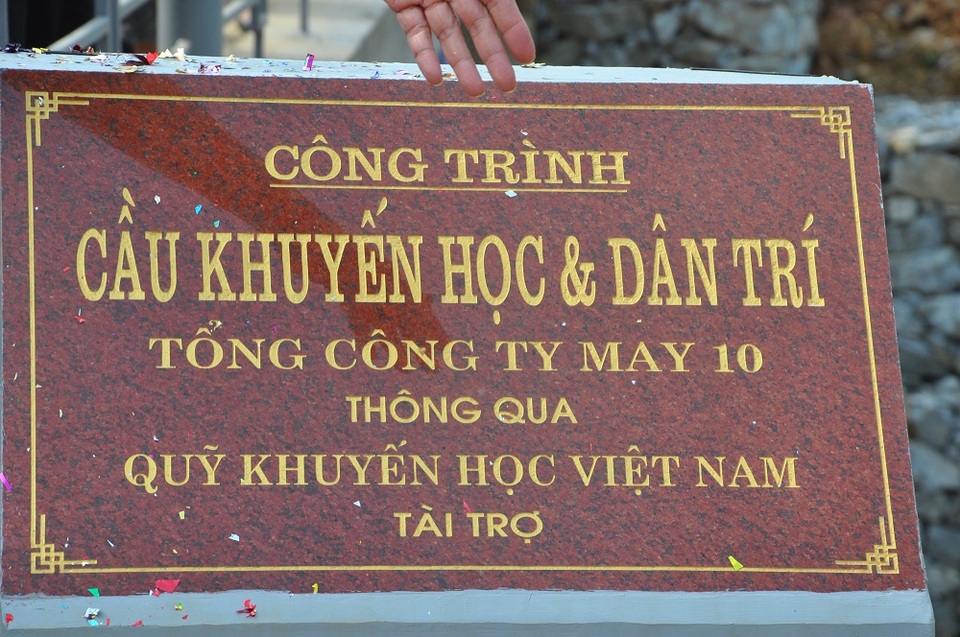 CÔNG TRÌNH
CẦU KHUYẾN HỌC & DÂN TRÍ
TỔNG CÔNG TY MAY 10
THÔNG QUA
QUỸ KHUYẾN HỌC VIỆT NAM
TÀI TRỢ